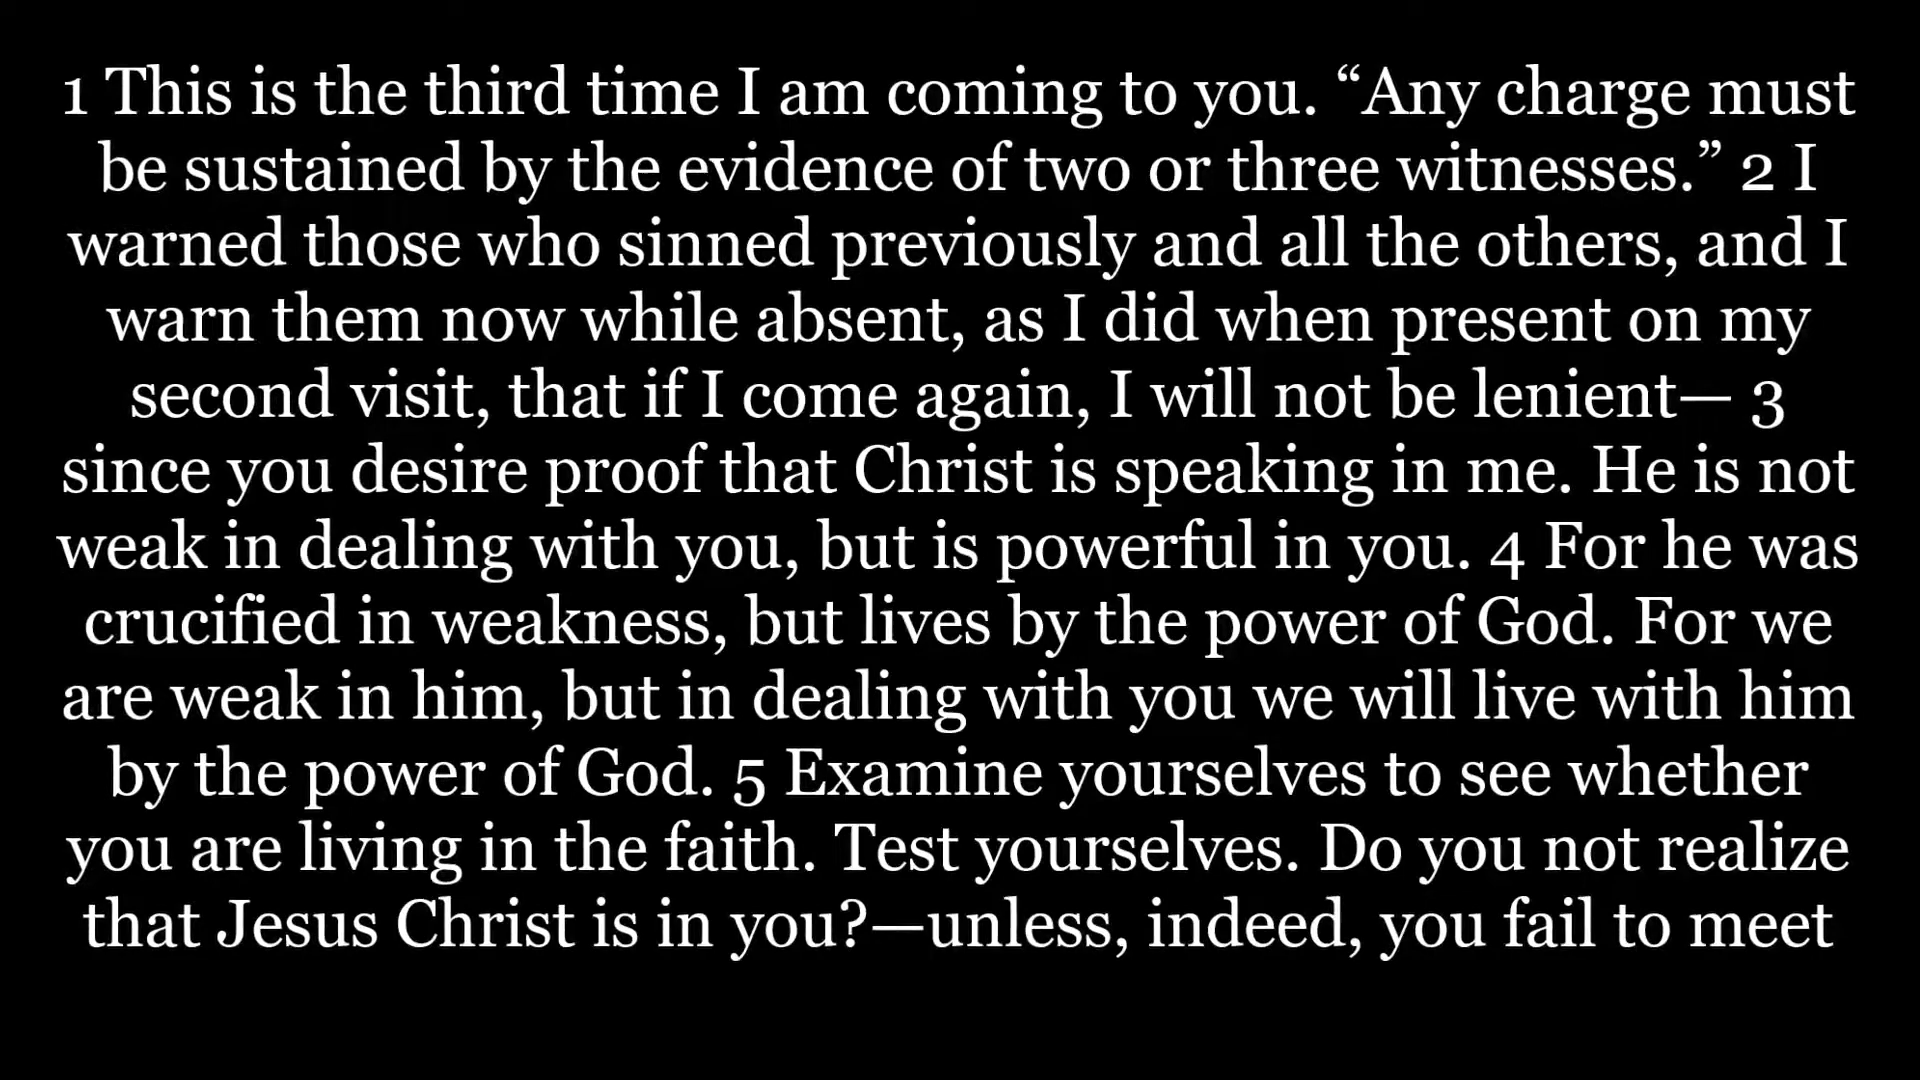 1 This is the third time I am coming to you. “Any charge must
be sustained by the evidence of two or three witnesses.” 2 I
warned those who sinned previously and all the others, and I
warn them now while absent, as I did when present on my
second visit, that if I come again, I will not be lenient— 3
since you desire proof that Christ is speaking in me. He is not
weak in dealing with you, but is powerful in you. 4 For he was
crucified in weakness, but lives by the power of God. For we
are weak in him, but in dealing with you we will live with him
by the power of God. 5 Examine yourselves to see whether
you are living in the faith. Test yourselves. Do you not realize
that Jesus Christ is in you?—unless, indeed, you fail to meet